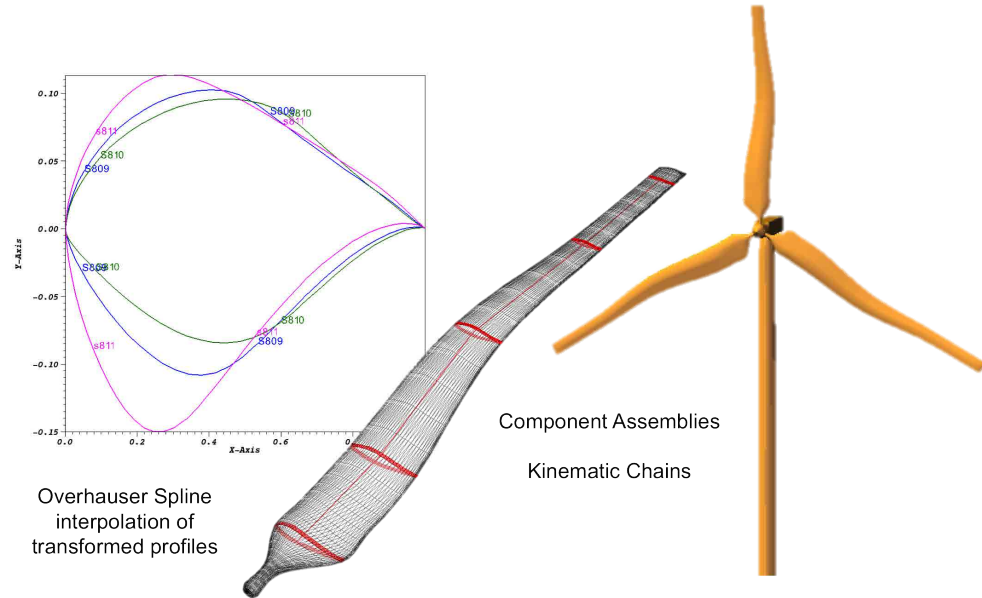 0.10
0.05
0.00
-0.05
-0.10
-0.15
Y-Axis
0.0
0.2
0.4
0.6
0.
X-Axis
s811
S810
S809
S809
S810
s811
S809
S810
s811
S810
s811
S809
Component Assemblies
Kinematic Chains
Overhauser Spline
interpolation of
transformed profiles